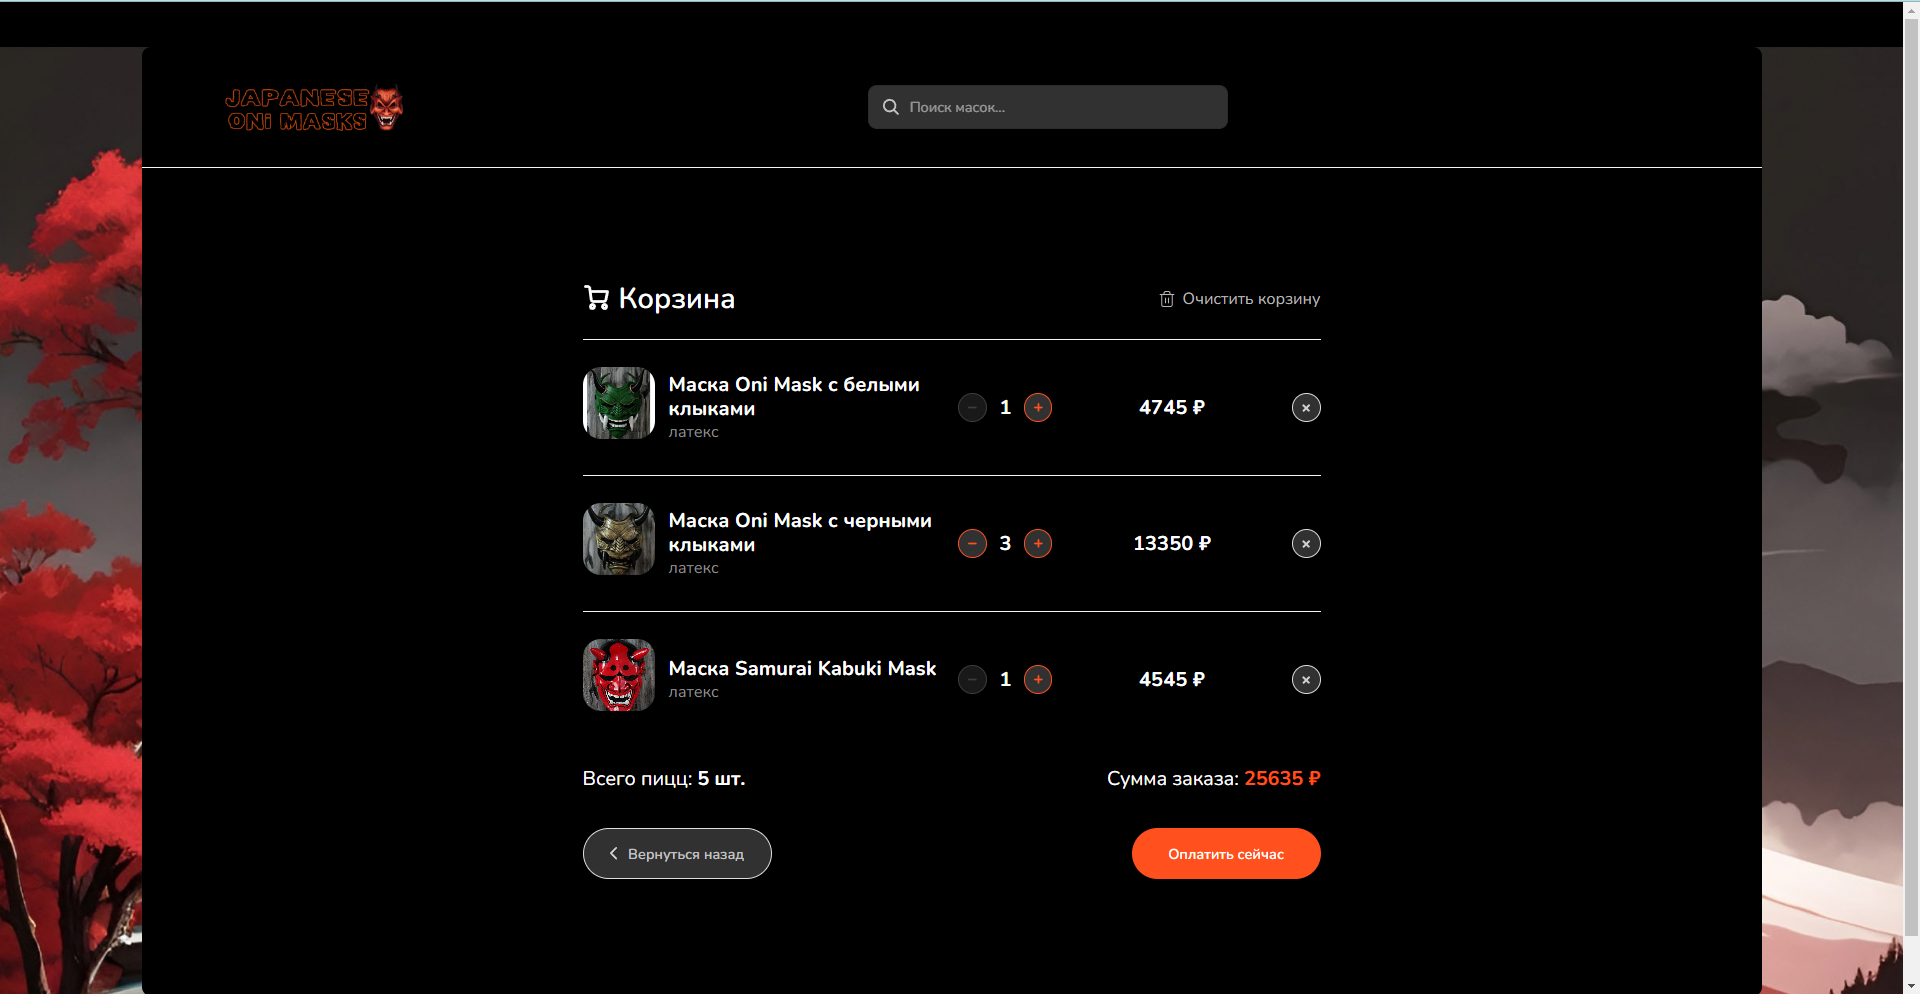 JAPANESE
ONi MASKS
Поиск масок...
Корзина
Очистить корзину
Маска Oni Mask с белыми
клыками
латекс
1
4745 ₽
Маска Oni Mask с черными
клыками
латекс
3
13350 ₽
Маска Samurai Kabuki Mask
латекс
1
4545 ₽
Всего пицц: 5 шт.
Сумма заказа: 25635 ₽
Вернуться назад
Оплатить сейчас